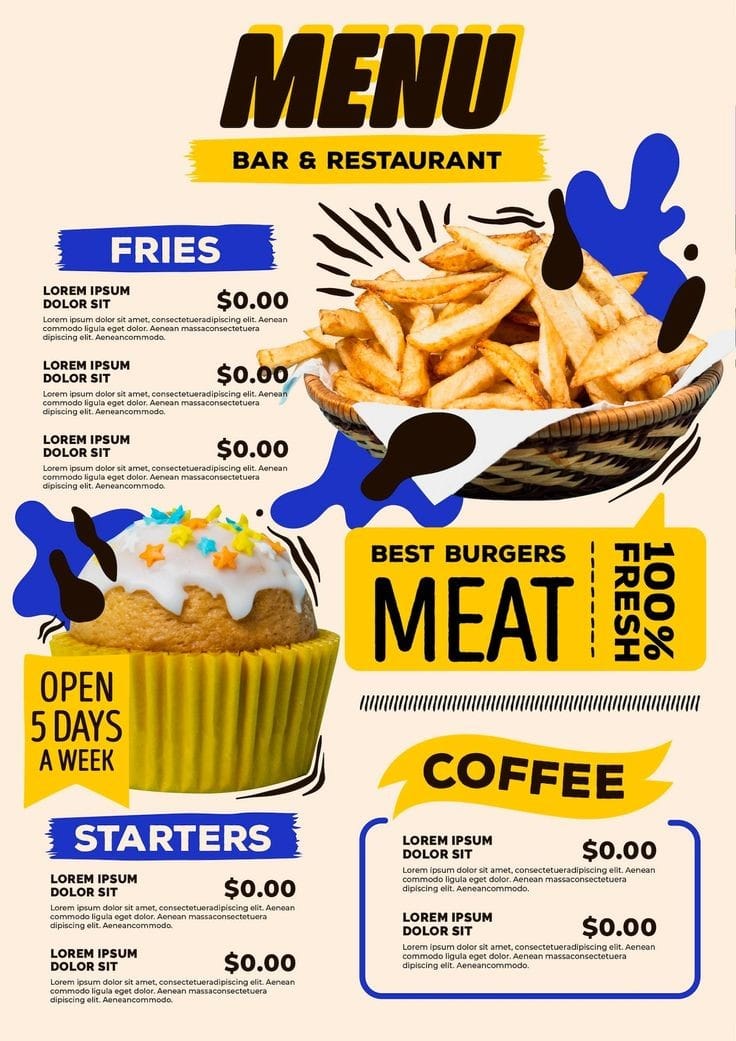 MENU
BAR & RESTAURANT
FRIES
LOREM IPSUM
DOLOR SIT
$0.00
Lorem ipsum dolor sit amet, consectetueradipiscing elit. Aenean
commodo ligula eget dolor. Aenean massaconsectetuera
dipiscing elit. Aeneancommodo.
LOREM IPSUM
DOLOR SIT
$0.00
Lorem ipsum dolor sit amet, consectetueradipiscing elit. Aenean
commodo ligula eget dolor. Aenean massaconsectetuera
dipiscing elit. Aeneancommodo.
LOREM IPSUM
DOLOR SIT
$0.00
Lorem ipsum dolor sit amet, consectetueradipiscing elit. Aenean
commodo ligula eget dolor. Aenean massaconsectetuera
dipiscing elit. Aeneancommodo.
BEST BURGERS
MEAT
100%
FRESH
OPEN
5 DAYS
A WEEK
STARTERS
LOREM IPSUM
DOLOR SIT
$0.00
Lorem ipsum dolor sit amet, consectetueradipiscing elit. Aenean
commodo ligula eget dolor. Aenean massaconsectetuera
dipiscing elit. Aeneancommodo.
LOREM IPSUM
DOLOR SIT
$0.00
Lorem ipsum dolor sit amet, consectetueradipiscing elit. Aenean
commodo ligula eget dolor. Aenean massaconsectetuera
dipiscing elit. Aeneancommodo.
COFFEE
LOREM IPSUM
DOLOR SIT
$0.00
Lorem ipsum dolor sit amet, consectetueradipiscing elit. Aenean
commodo ligula eget dolor. Aenean massaconsectetuera
dipiscing elit. Aeneancommodo.
LOREM IPSUM
DOLOR SIT
$0.00
Lorem ipsum dolor sit amet, consectetueradipiscing elit. Aenean
commodo ligula eget dolor. Aenean massaconsectetuera
dipiscing elit. Aeneancommodo.